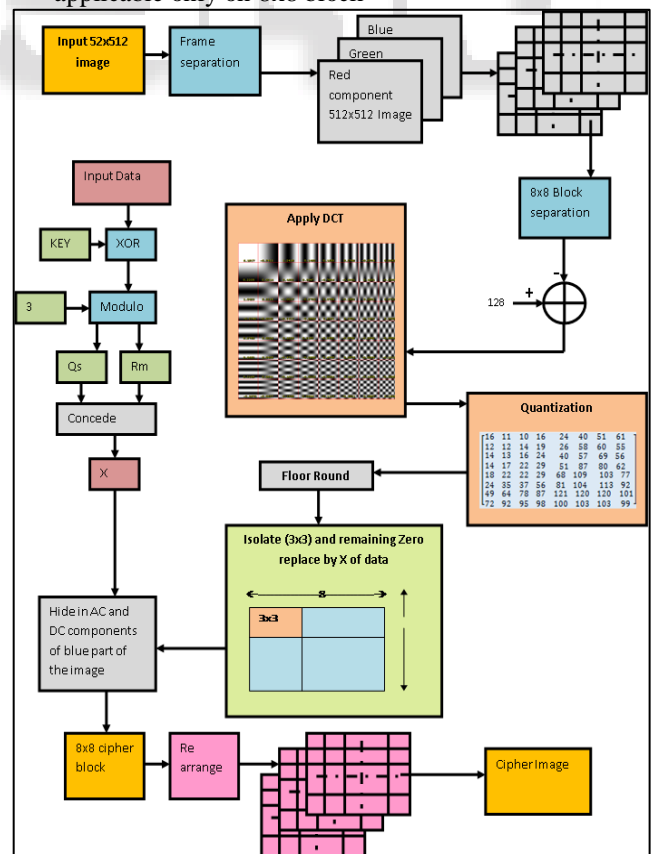 applicable only on 8x8 block
Input 52x512
image
Frame
separation
Blue
Green
Red
component
512x512 Image
8x8 Block
separation
-
+
128
Input Data
KEY
XOR
3
Modulo
Qs
Rm
Concede
X
Apply DCT
Quantization
16 11 10 16 24 40 51 61
12 12 14 19 26 58 60 55
14 13 16 24 40 57 69 56
14 17 22 29 51 87 80 62
18 22 22 29 68 109 103 77
24 35 37 56 81 104 113 92
49 64 78 87 121 120 120 101
72 92 95 98 100 103 103 99
Floor Round
Isolate (3x3) and remaining Zero
replace by X of data
8
3x3
Hide in AC and
DC components
of blue part of
the image
8x8 cipher
block
Re
arrange
Cipher Image